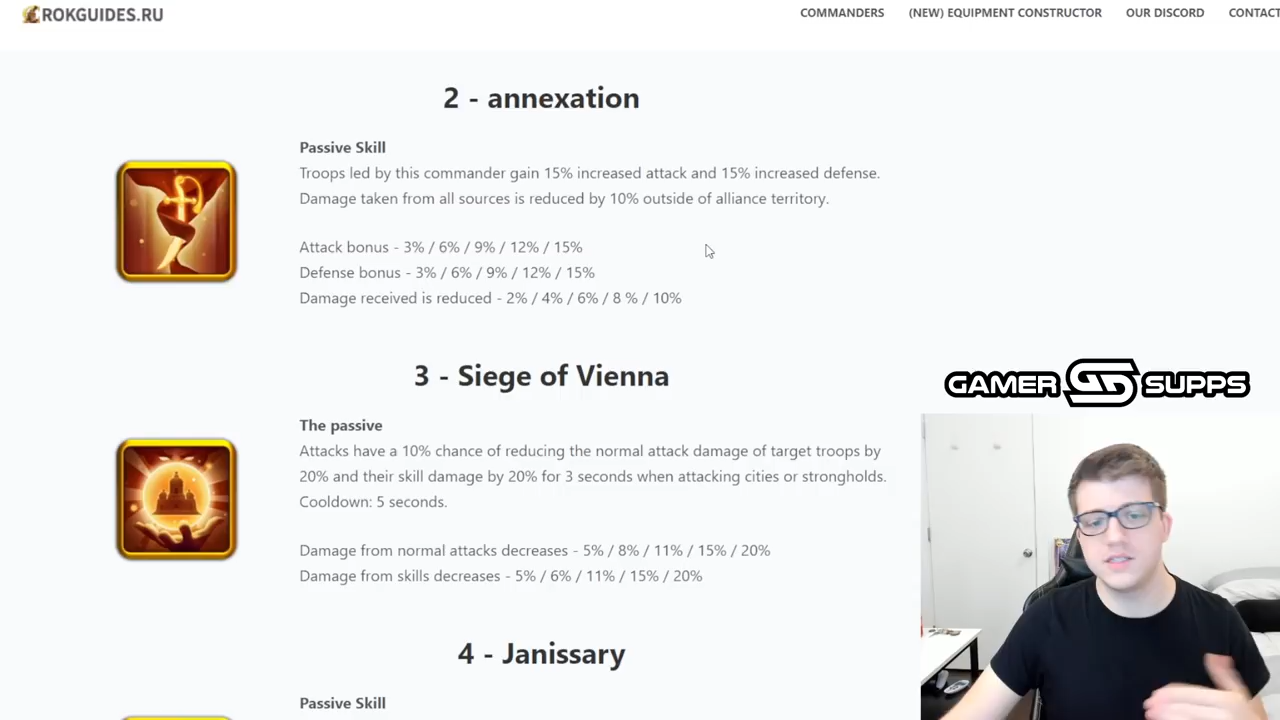 ROKGUIDES.RU
COMMANDERS
(NEW) EQUIPMENT CONSTRUCTOR
OUR DISCORD
CONTACT
2 - annexation
Passive Skill
Troops led by this commander gain 15% increased attack and 15% increased defense.
Damage taken from all sources is reduced by 10% outside of alliance territory.
Attack bonus - 3% / 6% / 9% / 12% / 15%
Defense bonus - 3% / 6% / 9% / 12% / 15%
Damage received is reduced - 2% / 4% / 6% / 8 % / 10%
3 - Siege of Vienna
The passive
Attacks have a 10% chance of reducing the normal attack damage of target troops by
20% and their skill damage by 20% for 3 seconds when attacking cities or strongholds.
Cooldown: 5 seconds.
Damage from normal attacks decreases - 5% / 8% / 11% / 15% / 20%
Damage from skills decreases - 5% / 6% / 11% / 15% / 20%
GAMER GS SUPPS
4 - Janissary
Passive Skill